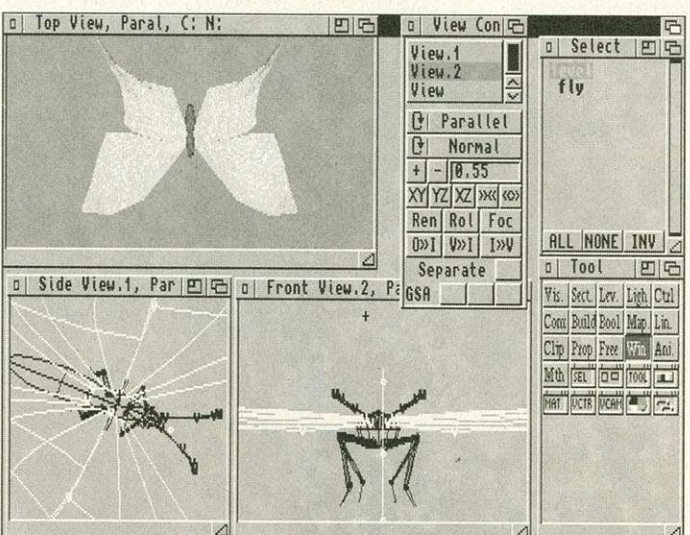 Top View, Paral, C: N:
View Con
View.1
View.2
View
Parallel
Normal
+ - 0.55
XY YZ XZ
Ren Rol Foc
O»I V»I I»V
Separate
GSA
Select
fly
ALL NONE INV
Tool
Vis. Sect. Lev. Ligh. Ctrl
Build Bool Map Lin.
Clip Prop Free Win. Ani.
Mth SEL TOOL
MAT VCTR VCAM
Side View.1, Par
Front View.2, Pa